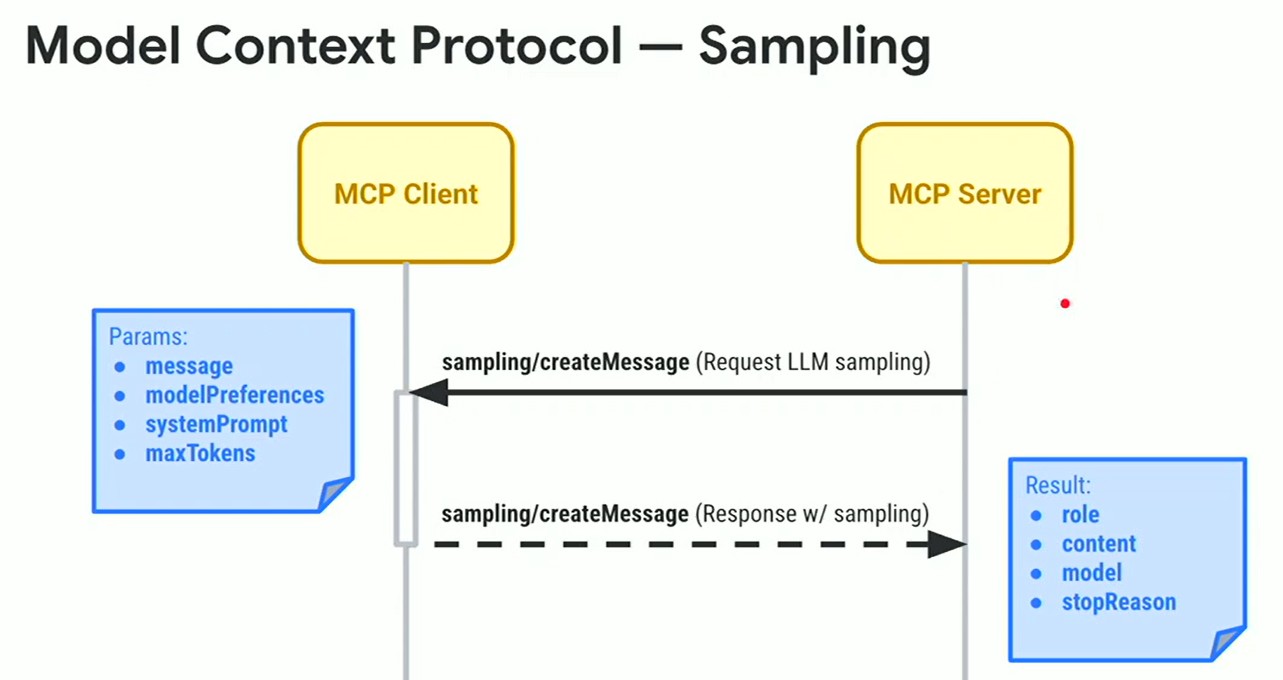 Model Context Protocol — Sampling
MCP Client
MCP Server
Params:
● message
● modelPreferences
● systemPrompt
● maxTokens
sampling/createMessage (Request LLM sampling)
sampling/createMessage (Response w/ sampling)
Result:
● role
● content
● model
● stopReason